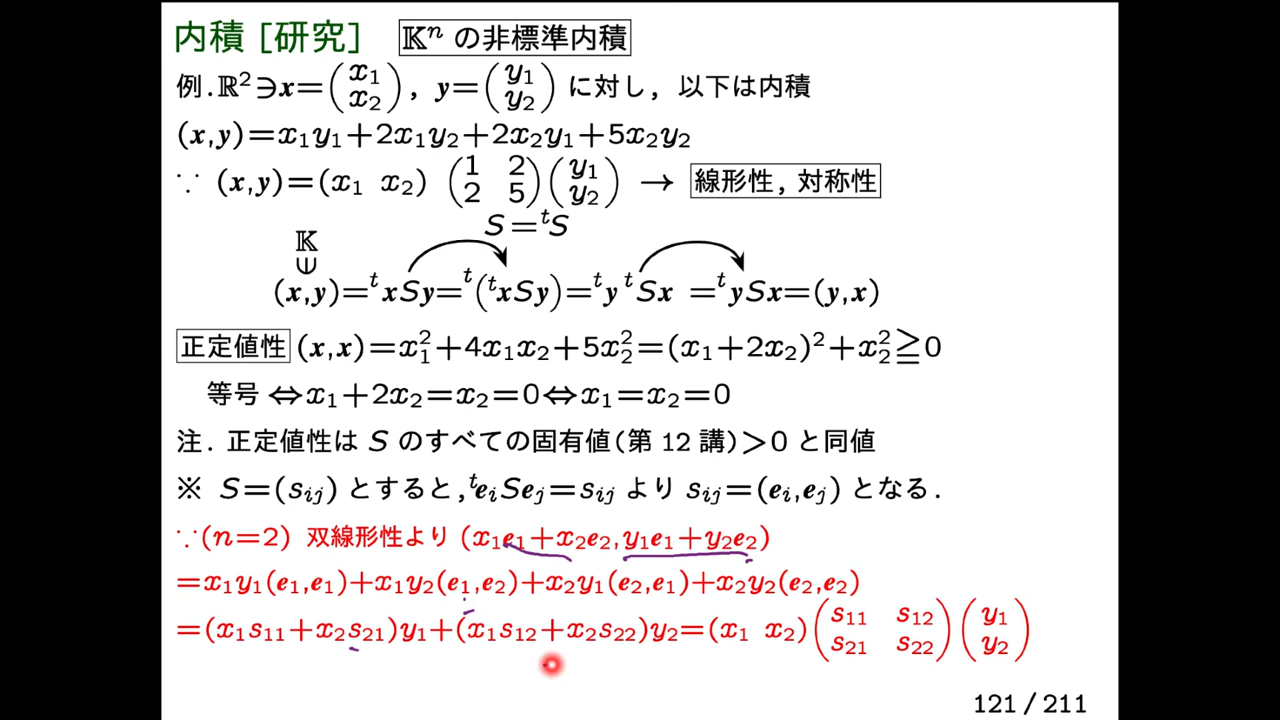 内積 [研究] 𝕂ⁿ の非標準内積
例.ℝ²∋x=(x₁ x₂), y=(y₁ y₂) に対し, 以下は内積
(x,y)=x₁y₁+2x₁y₂+2x₂y₁+5x₂y₂
∵ (x,y)=(x₁ x₂) (1 2 2 5)(y₁ y₂) → 線形性, 対称性
S=ᵗS
𝕂
∪
(x,y)=ᵗxSy=ᵗ(ᵗxSy)=ᵗy ᵗSx =ᵗySx=(y,x)
正定値性 (x,x)=x₁²+4x₁x₂+5x₂²=(x₁+2x₂)²+x₂²≧0
等号 ⇔x₁+2x₂=x₂=0⇔x₁=x₂=0
注. 正定値性は S のすべての固有値(第 12 講)>0 と同値
※ S=(sᵢⱼ) とすると,ᵗeᵢSeⱼ=sᵢⱼ より sᵢⱼ=(eᵢ,eⱼ) となる.
∵(n=2) 双線形性より (x₁e₁+x₂e₂,y₁e₁+y₂e₂)
=x₁y₁(e₁,e₁)+x₁y₂(e₁,e₂)+x₂y₁(e₂,e₁)+x₂y₂(e₂,e₂)
=(x₁s₁₁+x₂s₂₁)y₁+(x₁s₁₂+x₂s₂₂)y₂=(x₁ x₂)(s₁₁ s₁₂ s₂₁ s₂₂)(y₁ y₂)
121 / 211